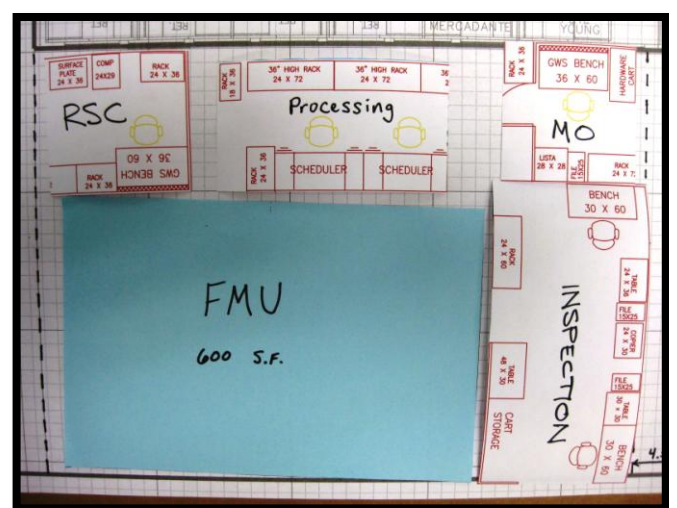 MERCADANTE
YOUNG
SURFACE
PLATE
24 X 36
COMP
24X29
RACK
24 X 36
RSC
RACK
24 X 36
GWS BENCH
36 X 60
RACK
18 X 36
36" HIGH RACK
24 X 72
36" HIGH RACK
24 X 72
Processing
RACK
24 X 36
SCHEDULER
SCHEDULER
RACK
24 X 36
GWS BENCH
36 X 60
HARDWARE
CART
MO
LISTA
28 X 28
FILE
15X25
RACK
24 X 7
BENCH
30 X 60
RACK
24 X 60
TABLE
24 X 36
FILE
15X25
COPIER
24 X 30
INSPECTION
TABLE
48 X 30
FILE
15X25
TABLE
30 X 30
CART
STORAGE
BENCH
30 X 60
FMU
600 S.F.